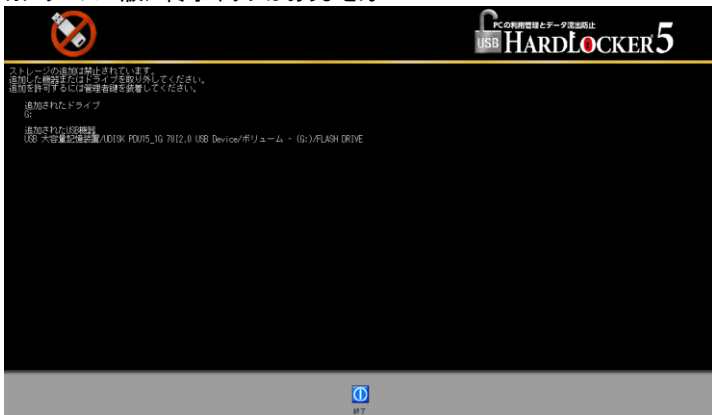 PCの利用管理とデータ流出防止
USB HARDLOCKER 5
ストレージの追加は禁止されています。
追加した機器またはドライブを取り外してください。
追加を許可するには管理者鍵を装着してください。
追加されたドライブ
G:
追加されたUSB機器
USB 大容量記憶装置/UDISK PDU15_1G 78I2.0 USB Device/ボリューム - (G:)/FLASH DRIVE
終了